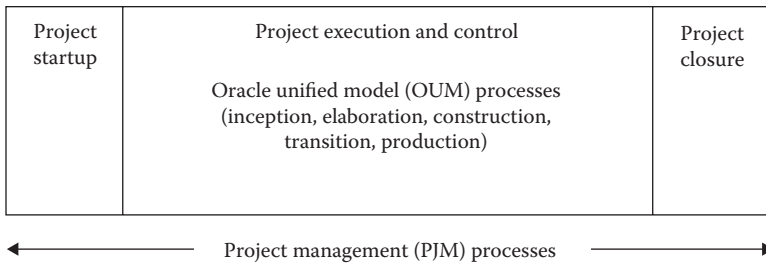 Project
startup
Project execution and control
Oracle unified model (OUM) processes
(inception, elaboration, construction,
transition, production)
Project
closure
Project management (PJM) processes